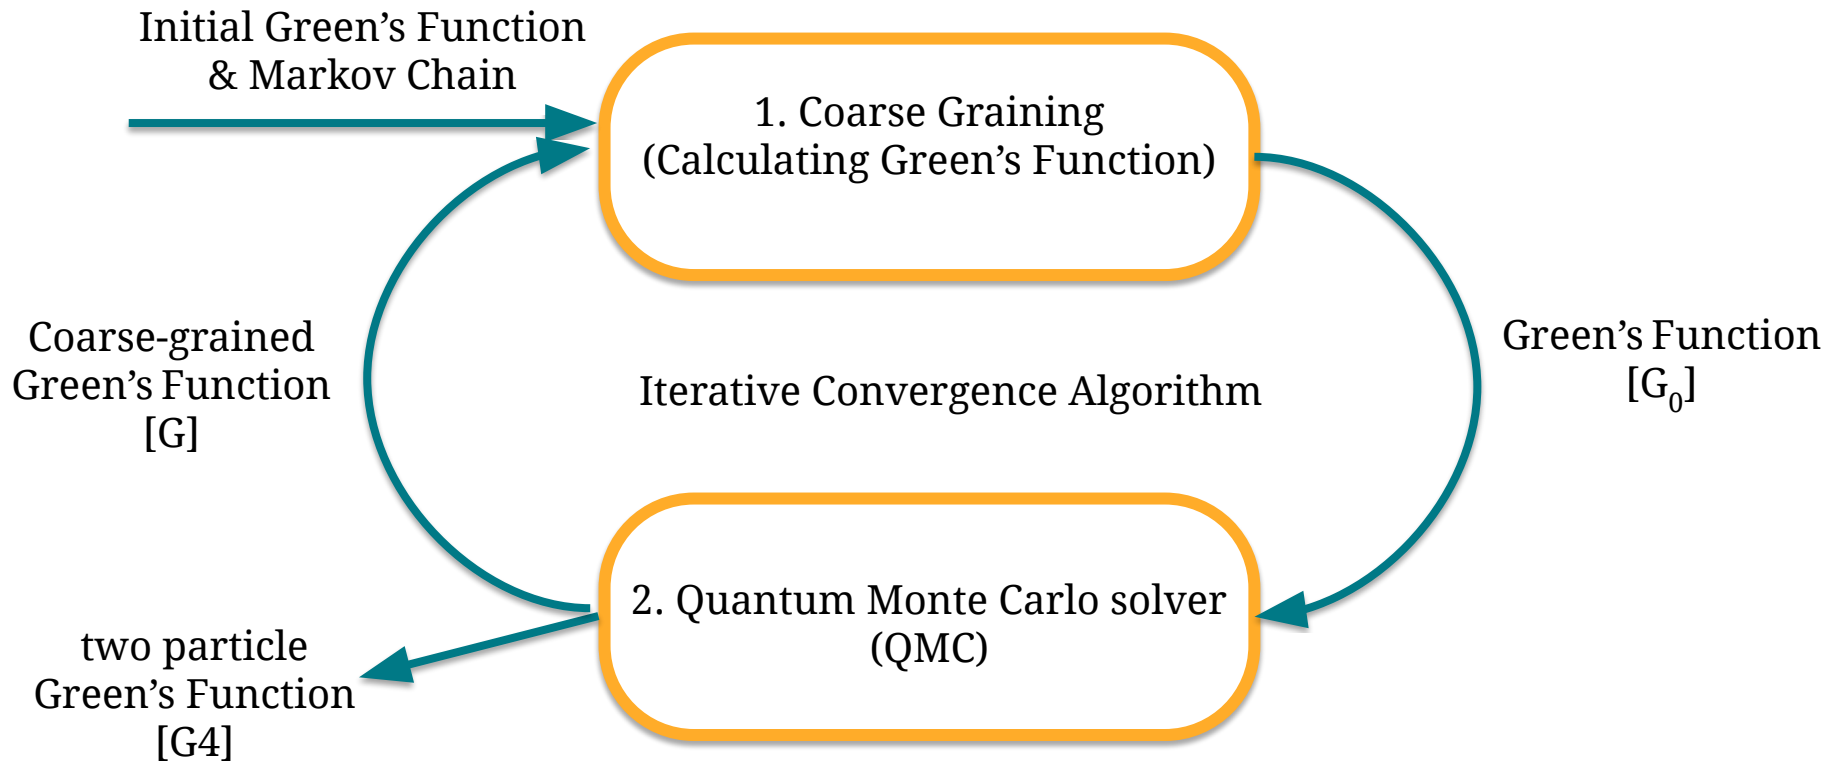 Initial Green’s Function
& Markov Chain
1. Coarse Graining
(Calculating Green’s Function)
Coarse-grained
Green’s Function
[G]
Iterative Convergence Algorithm
Green’s Function
[G₀]
2. Quantum Monte Carlo solver
(QMC)
two particle
Green’s Function
[G4]